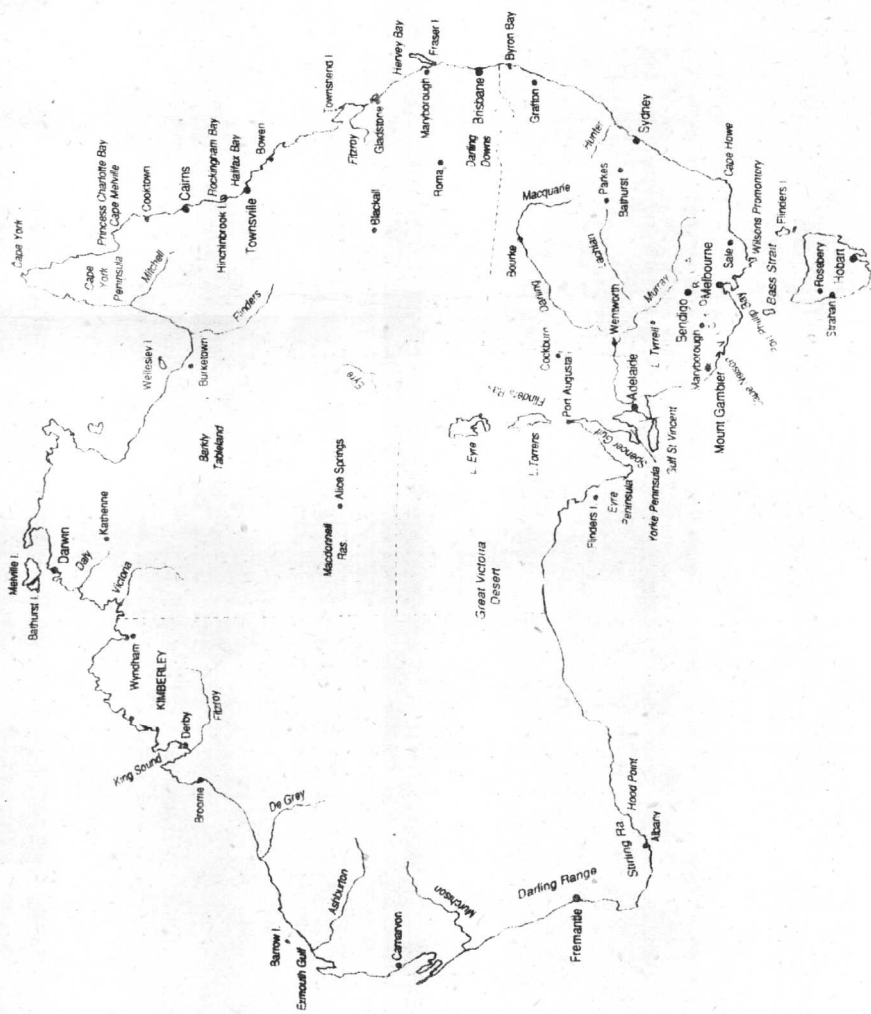 Cape York
Princess Charlotte Bay
Cape Melville
Cooktown
Cape
York
Peninsula
Mitchell
Cairns
Rockingham Bay
Hinchinbrook I
Halifax Bay
Townsville
Bowen
Flinders
Wellesley I
Burketown
Townshend I
Fitzroy
Gladstone
Hervey Bay
Fraser I
Maryborough
Blackall
Roma
Brisbane
Darling
Downs
Byron Bay
Grafton
Hunter
Sydney
Macquarie
Bourke
Parkes
Bathurst
Lachlan
Darling
Wentworth
Murray
Cockburn
Cape Howe
Sale
Wilsons Promontory
Flinders I
Bass Strait
Melbourne
Bendigo
Maryborough
L Tyrrell
Mount Gambier
Rosebery
Strahan
Hobart
Adelaide
Port Augusta
Flinders Ra
Spencer Gulf
Gulf St Vincent
Yorke Peninsula
Eyre
Peninsula
Flinders I.
L Torrens
L Eyre
Eyre
Melville I.
Bathurst I.
Darwin
Daly
Katherine
Victoria
Barkly
Tableland
Alice Springs
Macdonnell
Ras.
Great Victoria
Desert
Wyndham
KIMBERLEY
King Sound
Derby
Fitzroy
Broome
De Grey
Barrow I.
Ashburton
Exmouth Gulf
Carnarvon
Murchison
Darling Range
Fremantle
Stirling Ra
Hood Point
Albany